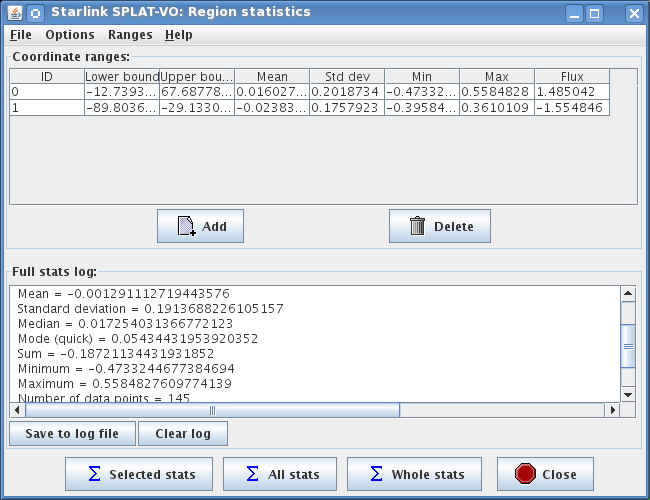 Starlink SPLAT-VO: Region statistics
File Options Ranges Help
Coordinate ranges:
ID Lower bound Upper bou... Mean Std dev Min Max Flux
0 -12.7393... 67.68778... 0.016027... 0.2018734 -0.47332... 0.5584828 1.485042
1 -89.8036... -29.1330... -0.02383... 0.1757923 -0.39584... 0.3610109 -1.554846
Add Delete
Full stats log:
Mean = -0.001291112719443576
Standard deviation = 0.1913688226105157
Median = 0.017254031366772123
Mode (quick) = 0.05434431953920352
Sum = -0.18721134431931852
Minimum = -0.4733244677384694
Maximum = 0.5584827609774139
Number of data points = 145
Save to log file Clear log
Σ Selected stats Σ All stats Σ Whole stats Close